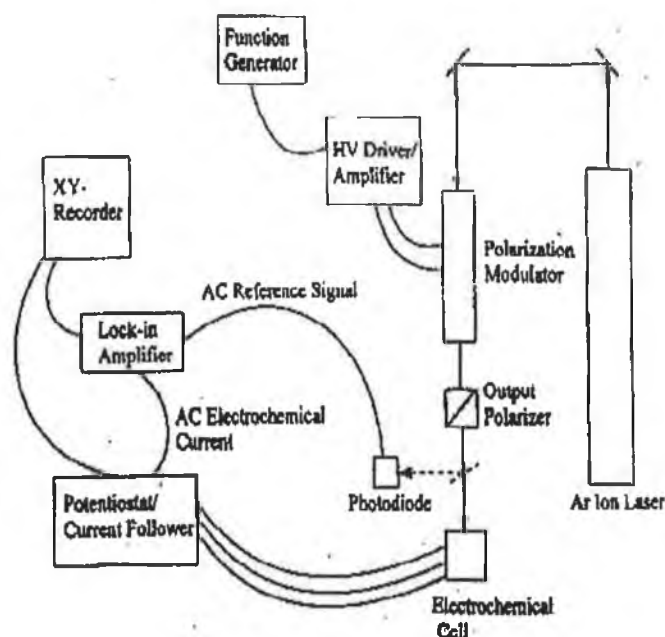 Function
Generator
HV Driver/
Amplifier
XY-
Recorder
Polarization
Modulator
AC Reference Signal
Lock-in
Amplifier
Output
Polarizer
AC Electrochemical
Current
Photodiode
Ar Ion Laser
Potentiostat/
Current Follower
Electrochemical
Cell